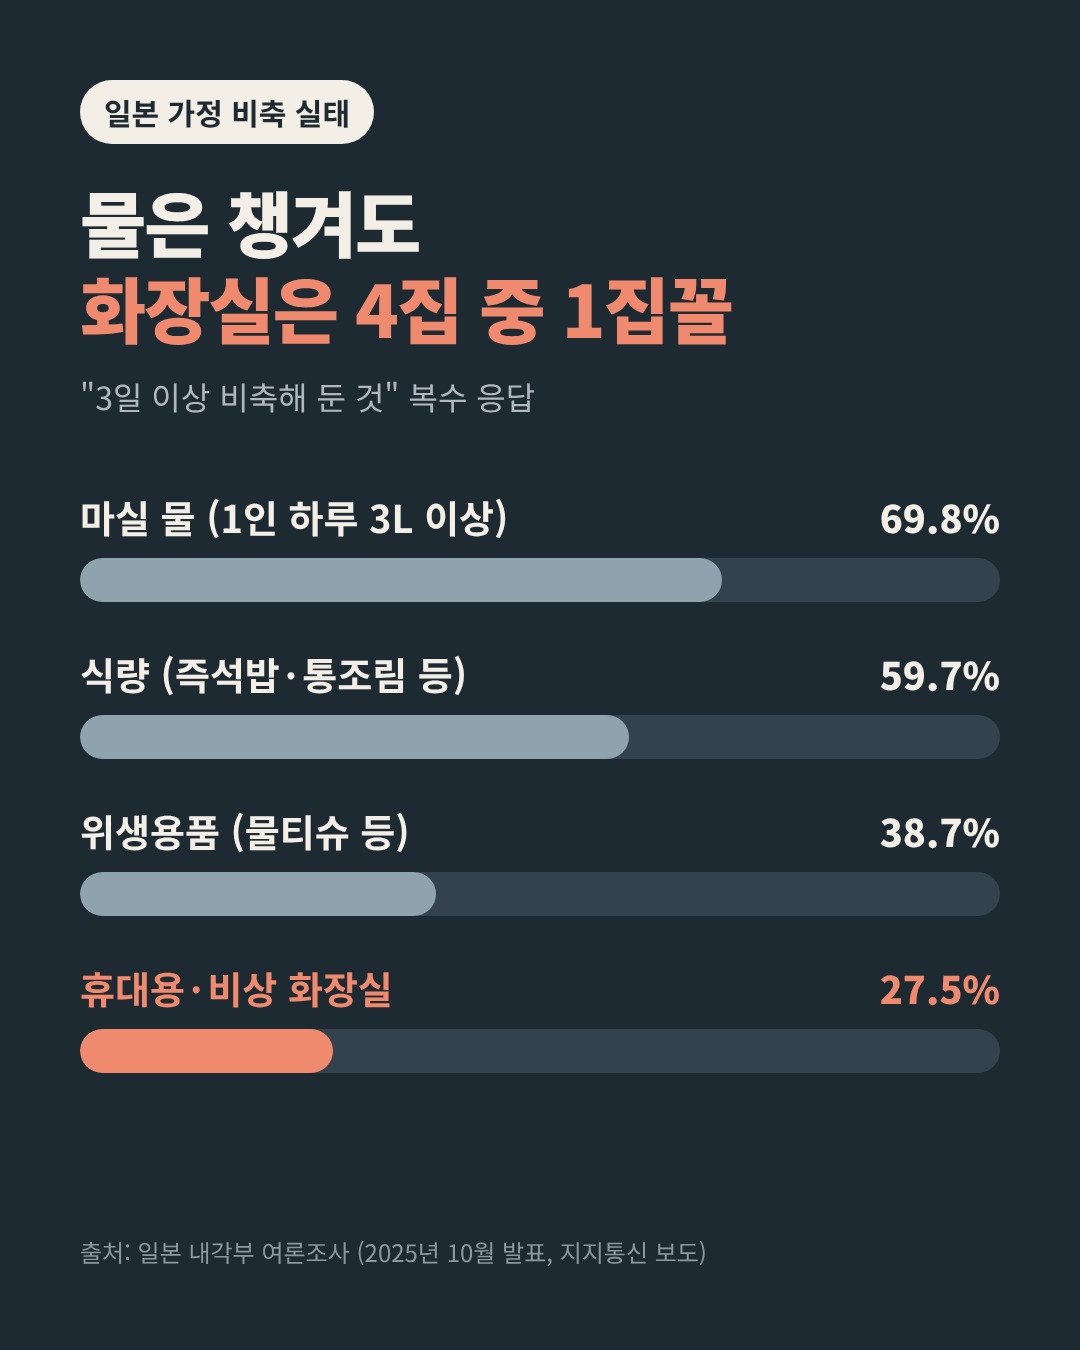 일본 가정 비축 실태
물은 챙겨도
화장실은 4집 중 1집꼴
"3일 이상 비축해 둔 것" 복수 응답
마실 물 (1인 하루 3L 이상) 69.8%
식량 (즉석밥·통조림 등) 59.7%
위생용품 (물티슈 등) 38.7%
휴대용·비상 화장실 27.5%
출처: 일본 내각부 여론조사 (2025년 10월 발표, 지지통신 보도)